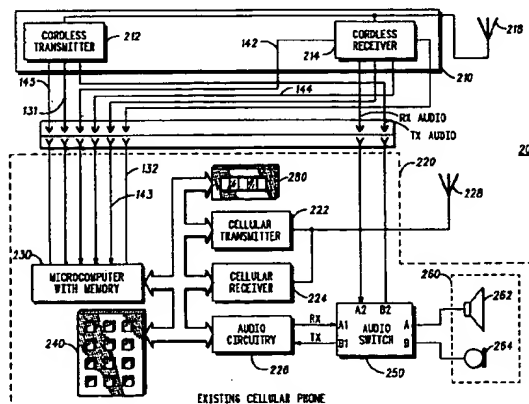 CORDLESS
TRANSMITTER
212
142
CORDLESS
RECEIVER
214
218
210
145
131
144
RX AUDIO
TX AUDIO
132
143
280
220
228
CELLULAR
TRANSMITTER
222
230
MICROCOMPUTER
WITH MEMORY
CELLULAR
RECEIVER
224
260
262
240
AUDIO
CIRCUITRY
226
RX
TX
A2 B2
A1 A
AUDIO
SWITCH
B1 B
250
264
EXISTING CELLULAR PHONE